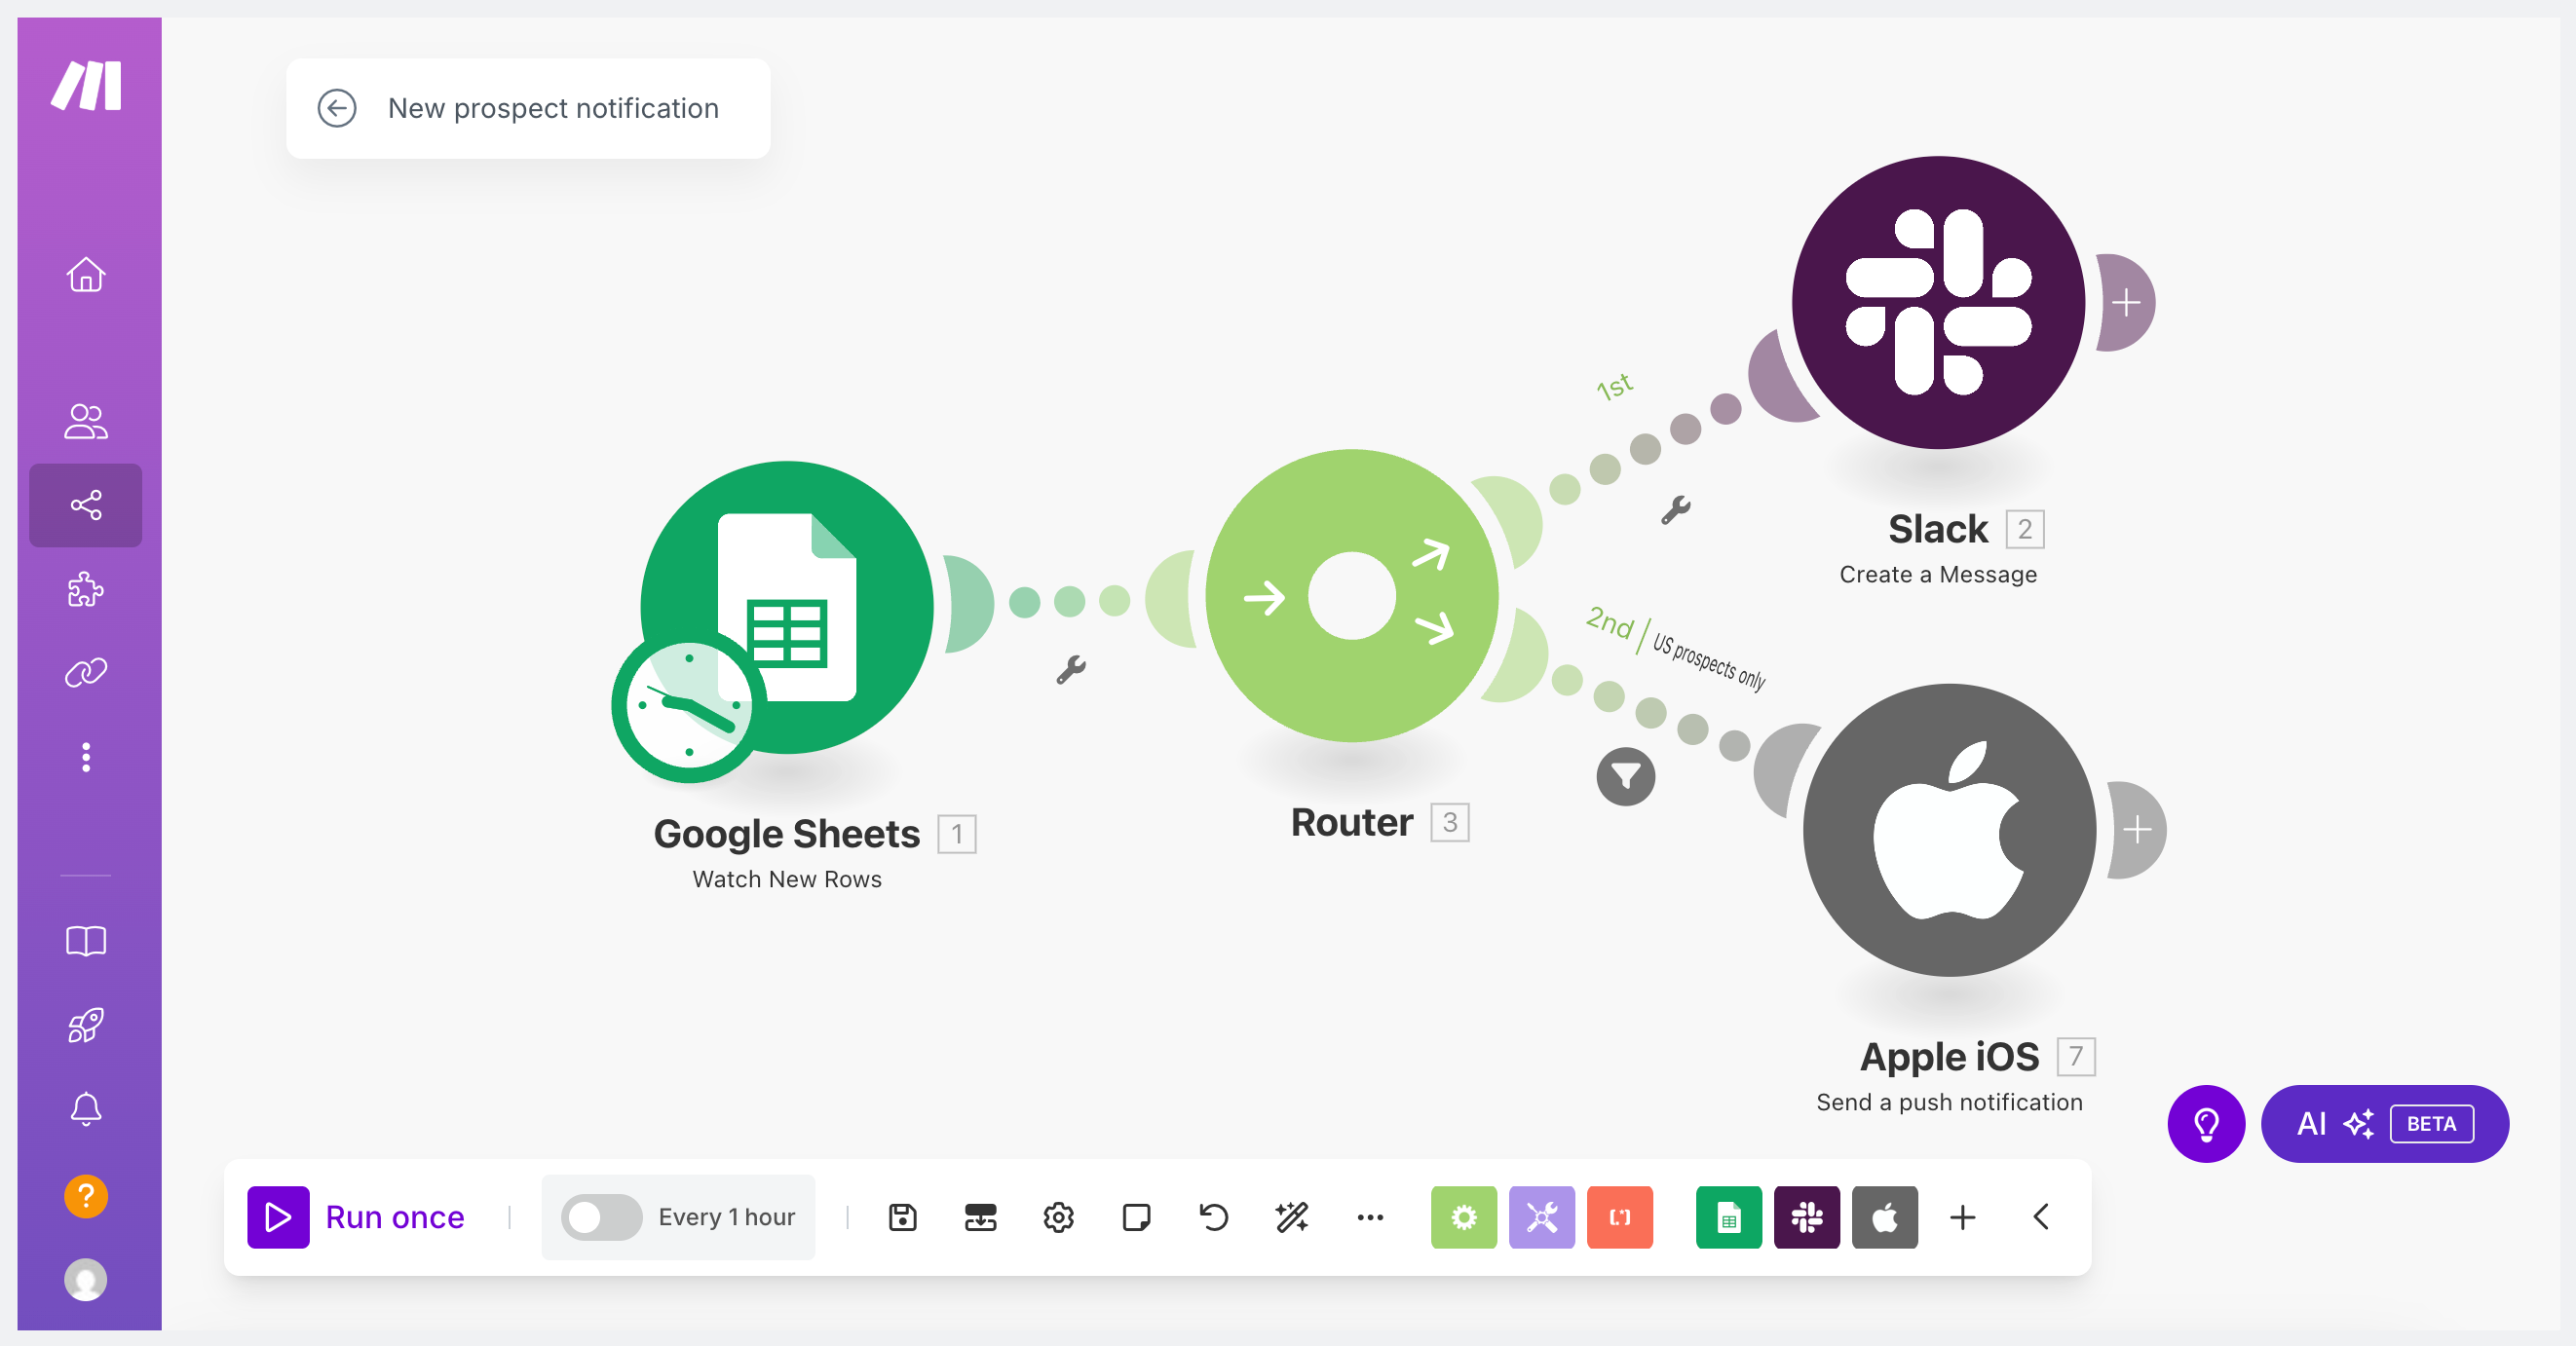 New prospect notification
1st
Slack 2
Create a Message
2nd | US prospects only
Google Sheets 1
Watch New Rows
Router 3
Apple iOS 7
Send a push notification
AI BETA
?
Run once
Every 1 hour